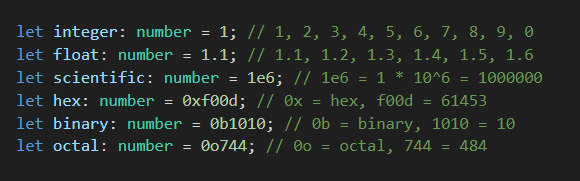 let integer: number = 1; // 1, 2, 3, 4, 5, 6, 7, 8, 9, 0
let float: number = 1.1; // 1.1, 1.2, 1.3, 1.4, 1.5, 1.6
let scientific: number = 1e6; // 1e6 = 1 * 10^6 = 1000000
let hex: number = 0xf00d; // 0x = hex, f00d = 61453
let binary: number = 0b1010; // 0b = binary, 1010 = 10
let octal: number = 0o744; // 0o = octal, 744 = 484